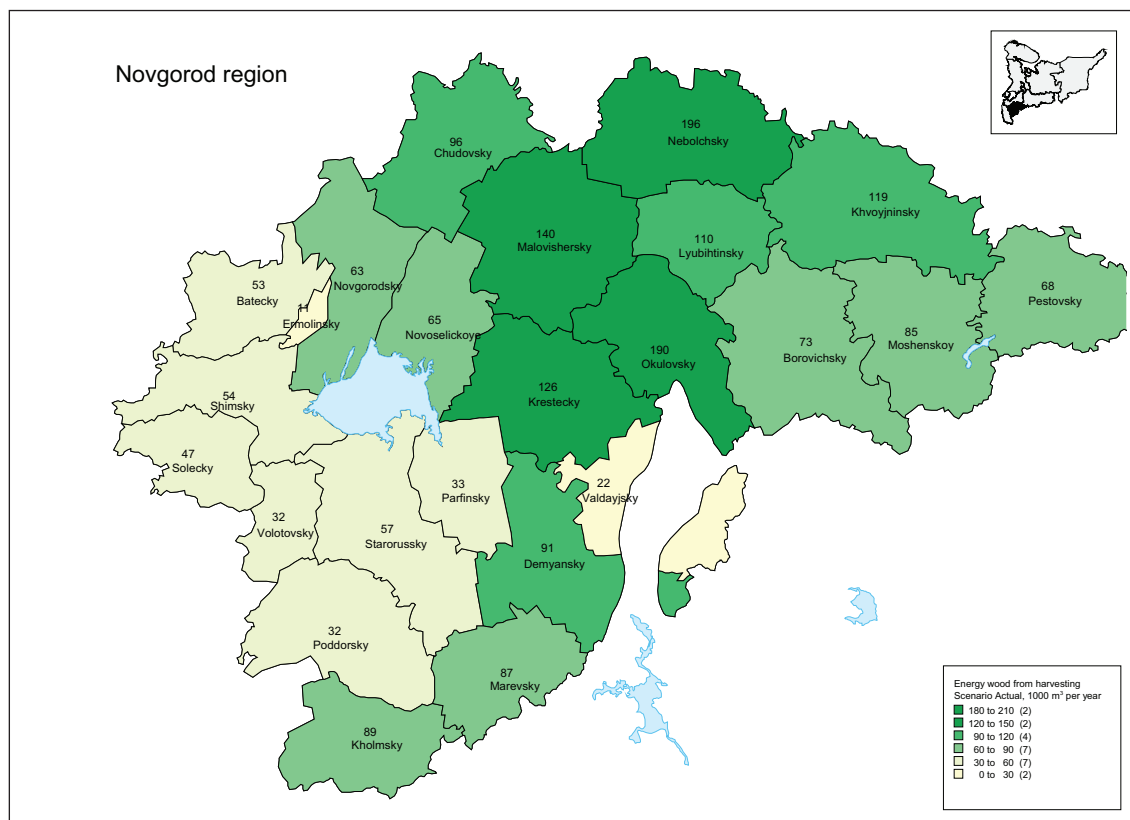 Novgorod region
196
Nebolchsky
96
Chudovsky
119
Khvoyjninsky
140
Malovishersky
110
Lyubihtinsky
63
Novgorodsky
53
Batecky
11
Ermolinsky
68
Pestovsky
65
Novoselickoye
85
Moshenskoy
73
Borovichsky
190
Okulovsky
126
Krestecky
54
Shimsky
47
Solecky
33
Parfinsky
22
Valdayjsky
32
Volotovsky
57
Starorussky
91
Demyansky
32
Poddorsky
87
Marevsky
89
Kholmsky
Energy wood from harvesting
Scenario Actual, 1000 m³ per year
180 to 210 (2)
120 to 150 (2)
90 to 120 (4)
60 to 90 (7)
30 to 60 (7)
0 to 30 (2)